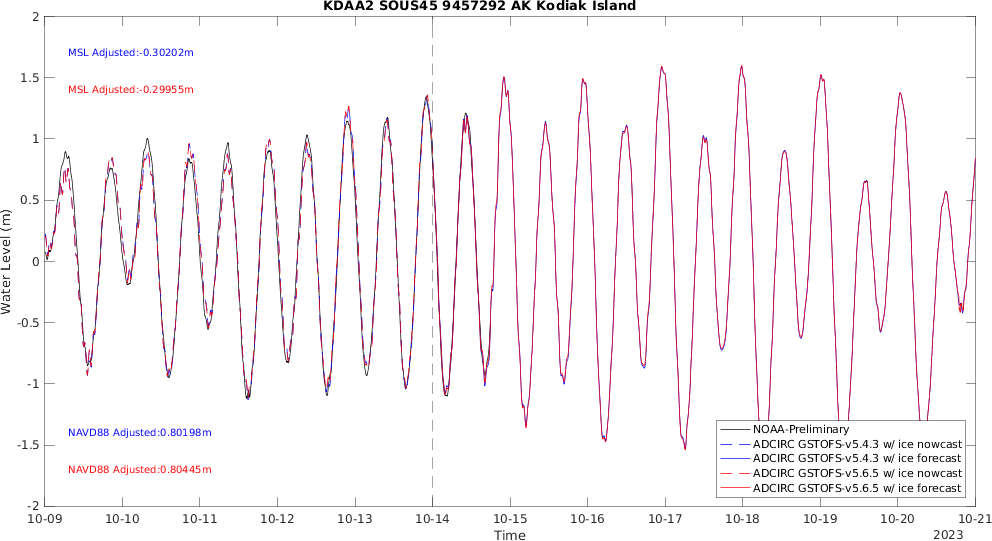 KDAA2 SOUS45 9457292 AK Kodiak Island
2
1.5
1
0.5
0
-0.5
-1
-1.5
-2
Water Level (m)
MSL Adjusted:-0.30202m
MSL Adjusted:-0.29955m
NAVD88 Adjusted:0.80198m
NAVD88 Adjusted:0.80445m
NOAA-Preliminary
ADCIRC GSTOFS-v5.4.3 w/ ice nowcast
ADCIRC GSTOFS-v5.4.3 w/ ice forecast
ADCIRC GSTOFS-v5.6.5 w/ ice nowcast
ADCIRC GSTOFS-v5.6.5 w/ ice forecast
10-09 10-10 10-11 10-12 10-13 10-14 10-15 10-16 10-17 10-18 10-19 10-20 10-21
Time
2023